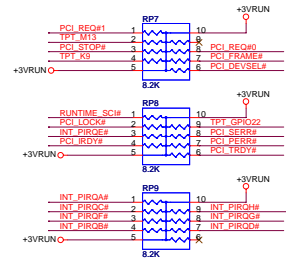 RP7
+3VRUN
PCI_REQ#1 1 10
TPT_M13 2 9
PCI_STOP# 3 8 PCI_REQ#0
TPT_K9 4 7 PCI_FRAME#
+3VRUN 5 6 PCI_DEVSEL#
8.2K
RP8
+3VRUN
RUNTIME_SCI# 1 10
PCI_LOCK# 2 9 TPT_GPIO22
INT_PIRQE# 3 8 PCI_SERR#
PCI_IRDY# 4 7 PCI_PERR#
+3VRUN 5 6 PCI_TRDY#
8.2K
RP9
+3VRUN
INT_PIRQA# 1 10
INT_PIRQC# 2 9 INT_PIRQH#
INT_PIRQF# 3 8 INT_PIRQG#
INT_PIRQB# 4 7 INT_PIRQD#
+3VRUN 5 6
8.2K